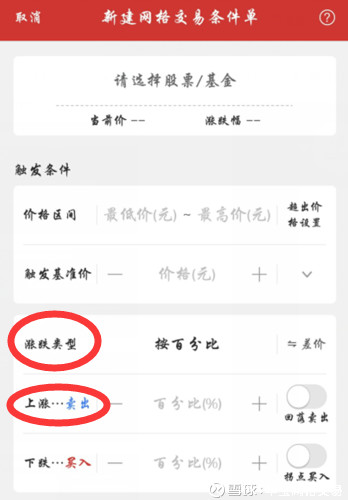 取消 新建网格交易条件单 ?
请选择股票/基金
当前价 -- 涨跌幅 --
触发条件
价格区间 最低价(元) ~ 最高价(元) 超出价格设置
触发基准价 — 价格(元) +
涨跌类型 按百分比 ⇋ 差价
上涨…卖出 — 百分比(%) + 回落卖出
下跌…买入 — 百分比(%) + 拐点买入
雪球: